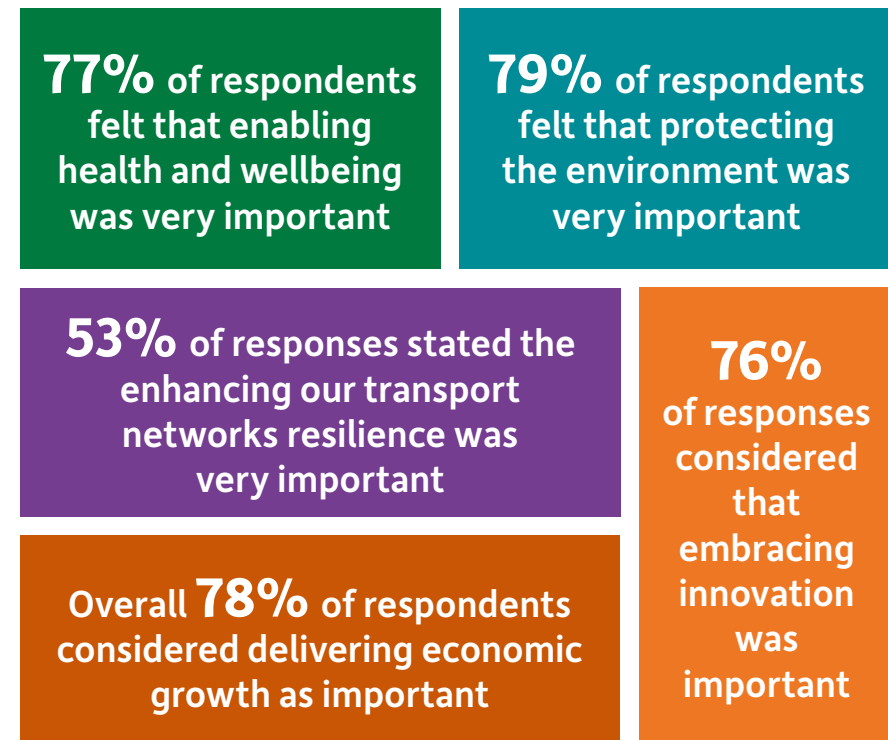 77% of respondents
felt that enabling
health and wellbeing
was very important
79% of respondents
felt that protecting
the environment was
very important
53% of responses stated the
enhancing our transport
networks resilience was
very important
76%
of responses
considered
that
embracing
innovation
was
important
Overall 78% of respondents
considered delivering economic
growth as important